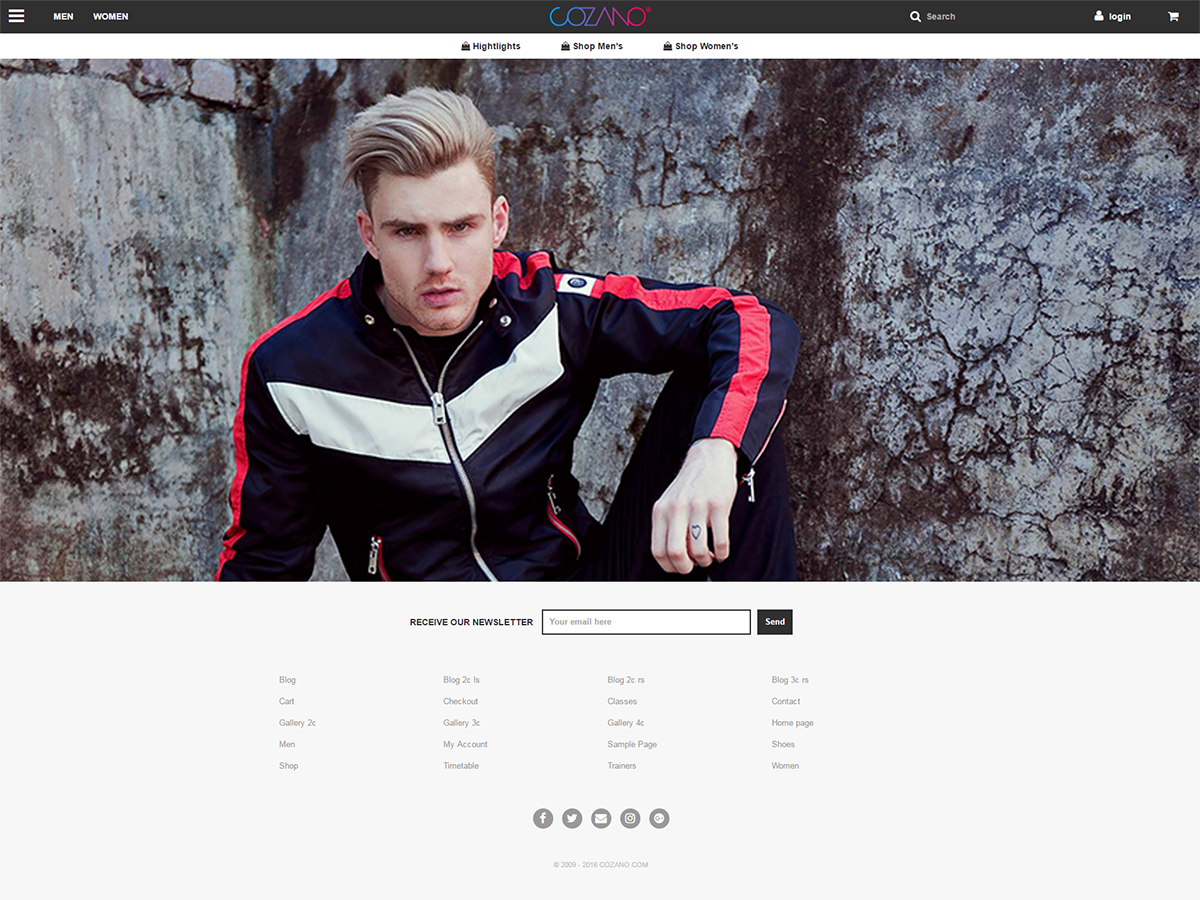 MEN WOMEN COZANO Search login
Hightlights Shop Men's Shop Women's
RECEIVE OUR NEWSLETTER Your email here Send
Blog Blog 2c ls Blog 2c rs Blog 3c rs
Cart Checkout Classes Contact
Gallery 2c Gallery 3c Gallery 4c Home page
Men My Account Sample Page Shoes
Shop Timetable Trainers Women
© 2009 - 2016 COZANO.COM